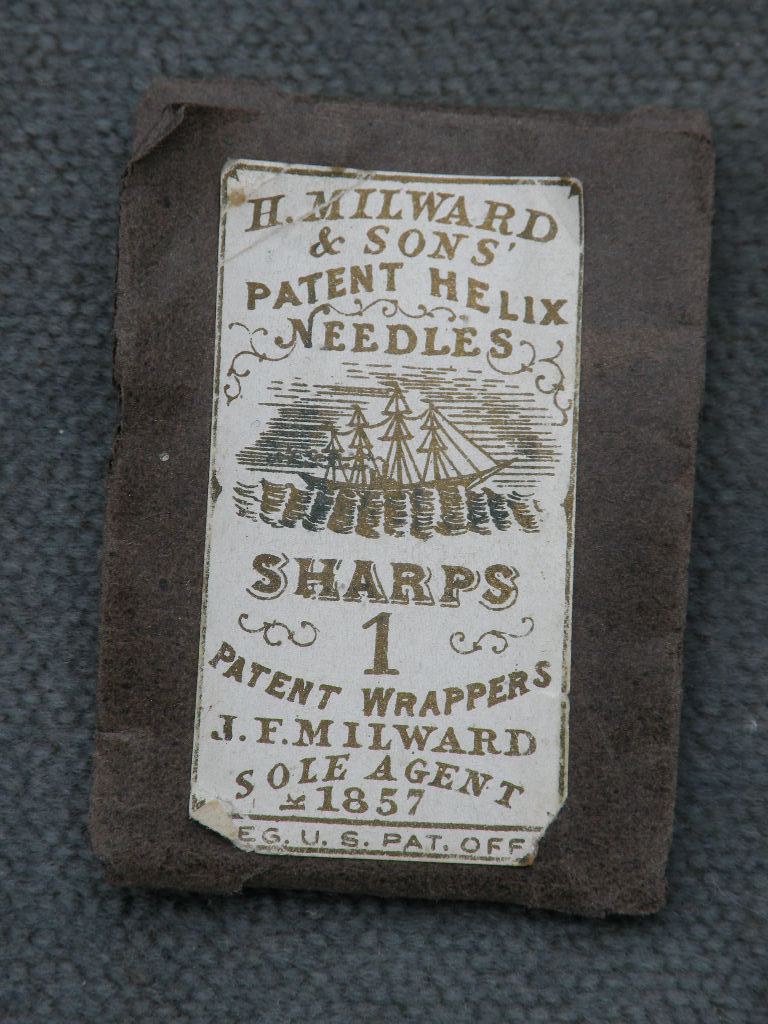 H. MILWARD
& SONS'
PATENT HELIX
NEEDLES
SHARPS
1
PATENT WRAPPERS
J. F. MILWARD
SOLE AGENT
1857
EG. U. S. PAT. OFF